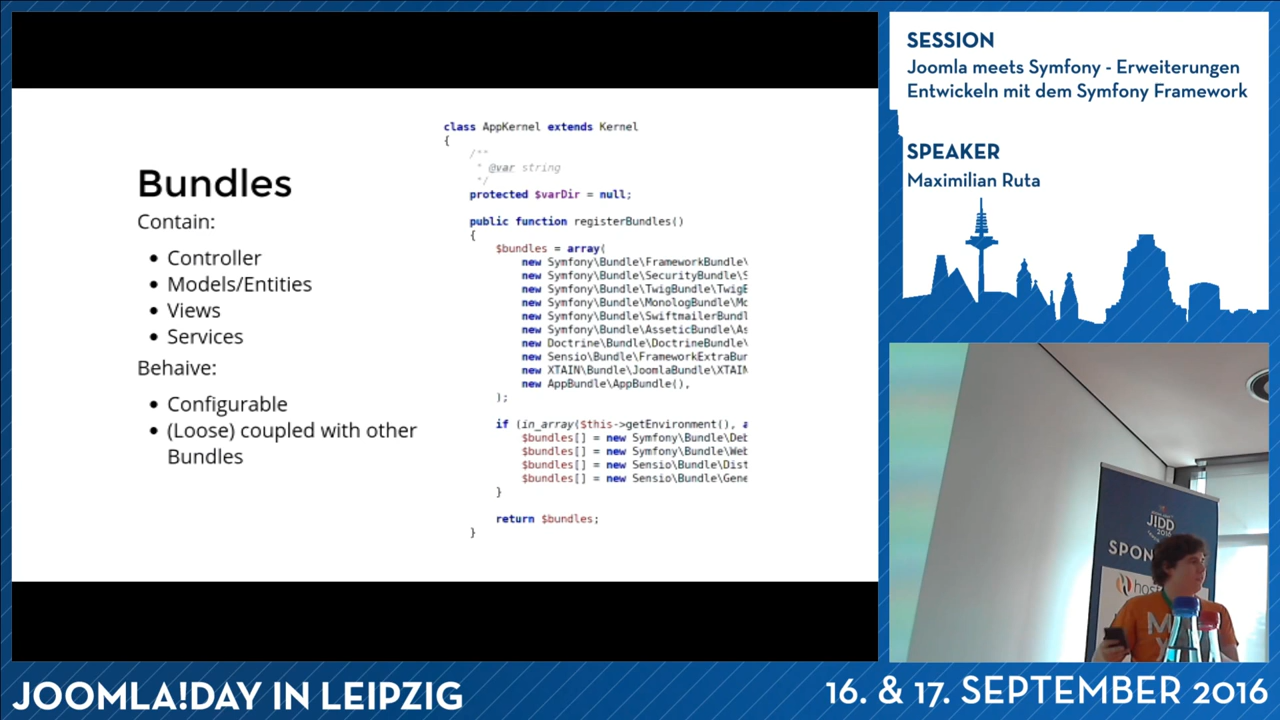 Bundles
Contain:
• Controller
• Models/Entities
• Views
• Services
Behaive:
• Configurable
• (Loose) coupled with other
Bundles
class AppKernel extends Kernel
{
/**
* @var string
*/
protected $varDir = null;
public function registerBundles()
{
$bundles = array(
new Symfony\Bundle\FrameworkBundle\
new Symfony\Bundle\SecurityBundle\S
new Symfony\Bundle\TwigBundle\TwigB
new Symfony\Bundle\MonologBundle\Mo
new Symfony\Bundle\SwiftmailerBundl
new Symfony\Bundle\AsseticBundle\As
new Doctrine\Bundle\DoctrineBundle\
new Sensio\Bundle\FrameworkExtraBun
new XTAIN\Bundle\JoomlaBundle\XTAIN
new AppBundle\AppBundle(),
);
if (in_array($this->getEnvironment(), a
$bundles[] = new Symfony\Bundle\Deb
$bundles[] = new Symfony\Bundle\Web
$bundles[] = new Sensio\Bundle\Dist
$bundles[] = new Sensio\Bundle\Gene
}
return $bundles;
}
SESSION
Joomla meets Symfony - Erweiterungen
Entwickeln mit dem Symfony Framework
SPEAKER
Maximilian Ruta
JIDD
2016
SPON
host
JOOMLA!DAY IN LEIPZIG
16. & 17. SEPTEMBER 2016